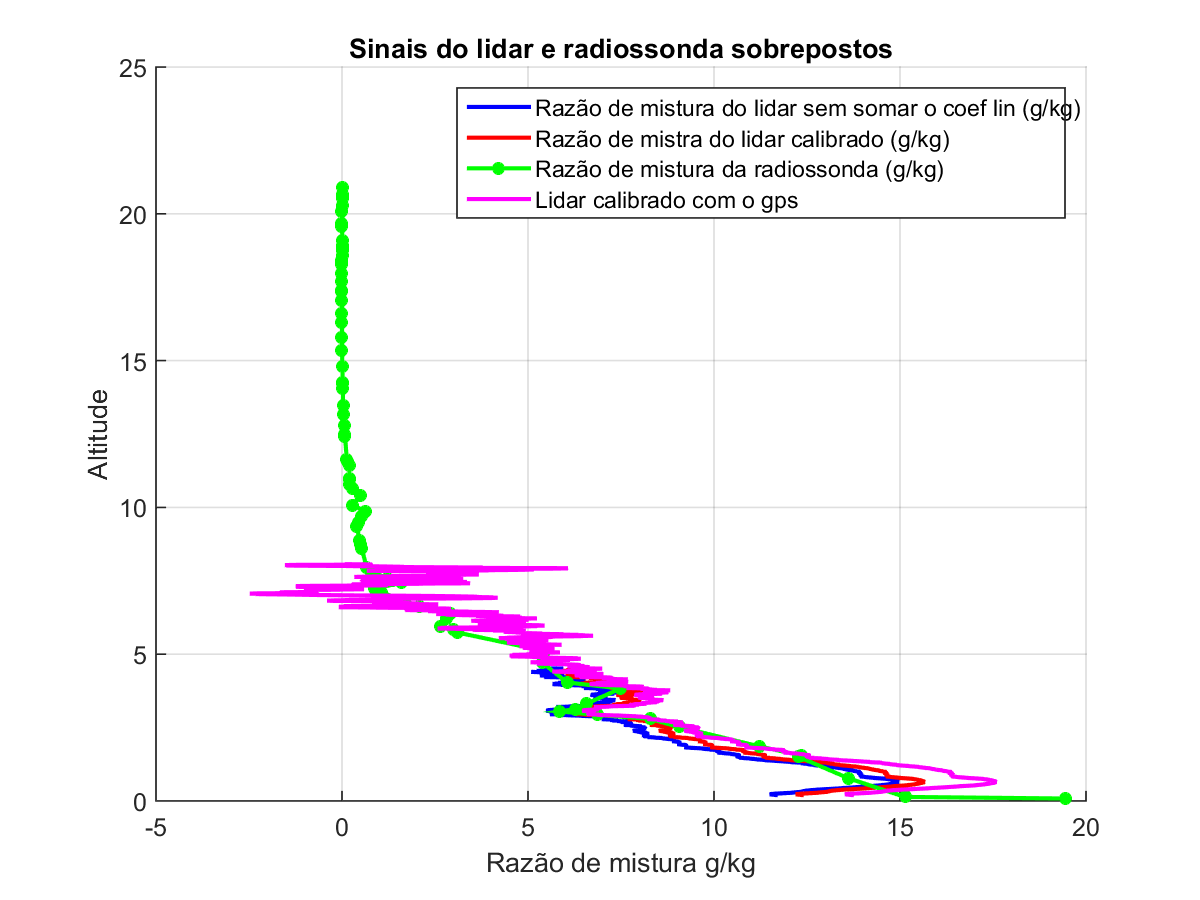 Sinais do lidar e radiossonda sobrepostos
25
20
15
10
5
0
Altitude
Razão de mistura do lidar sem somar o coef lin (g/kg)
Razão de mistra do lidar calibrado (g/kg)
Razão de mistura da radiossonda (g/kg)
Lidar calibrado com o gps
-5 0 5 10 15 20
Razão de mistura g/kg